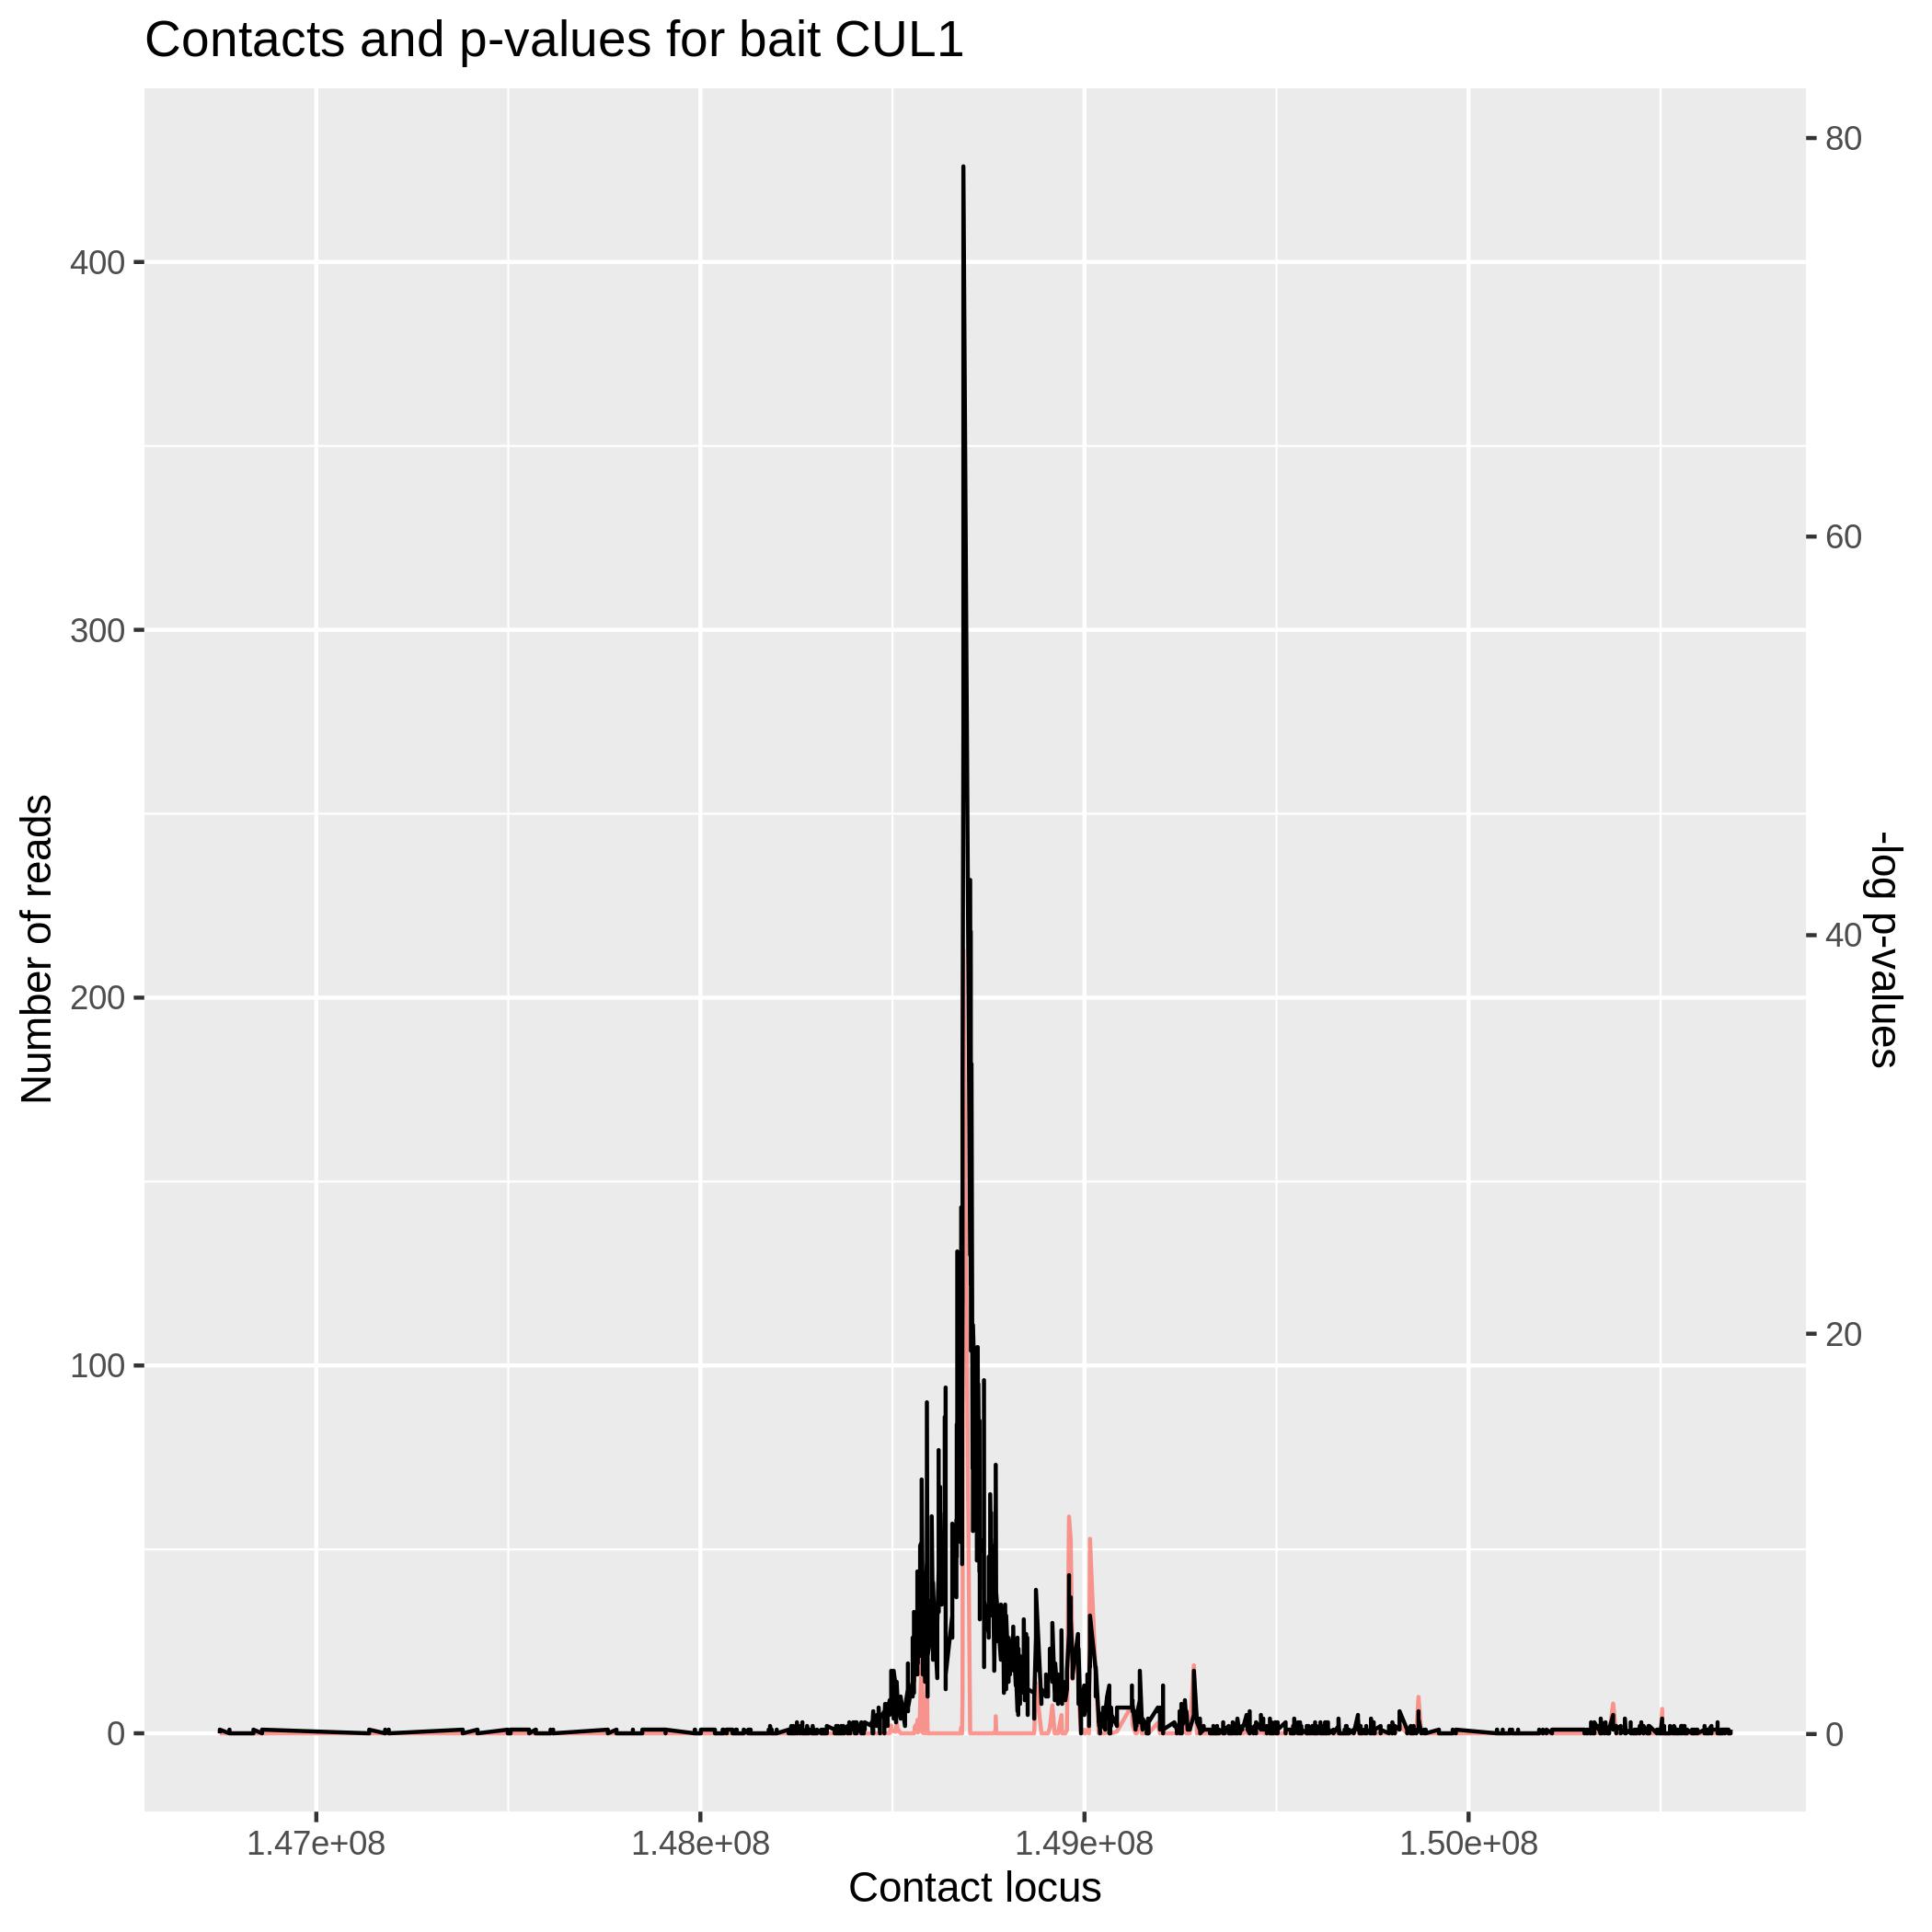 Contacts and p-values for bait CUL1
Number of reads
400
300
200
100
0
80
60
40
20
0
-log p-values
1.47e+08
1.48e+08
1.49e+08
1.50e+08
Contact locus